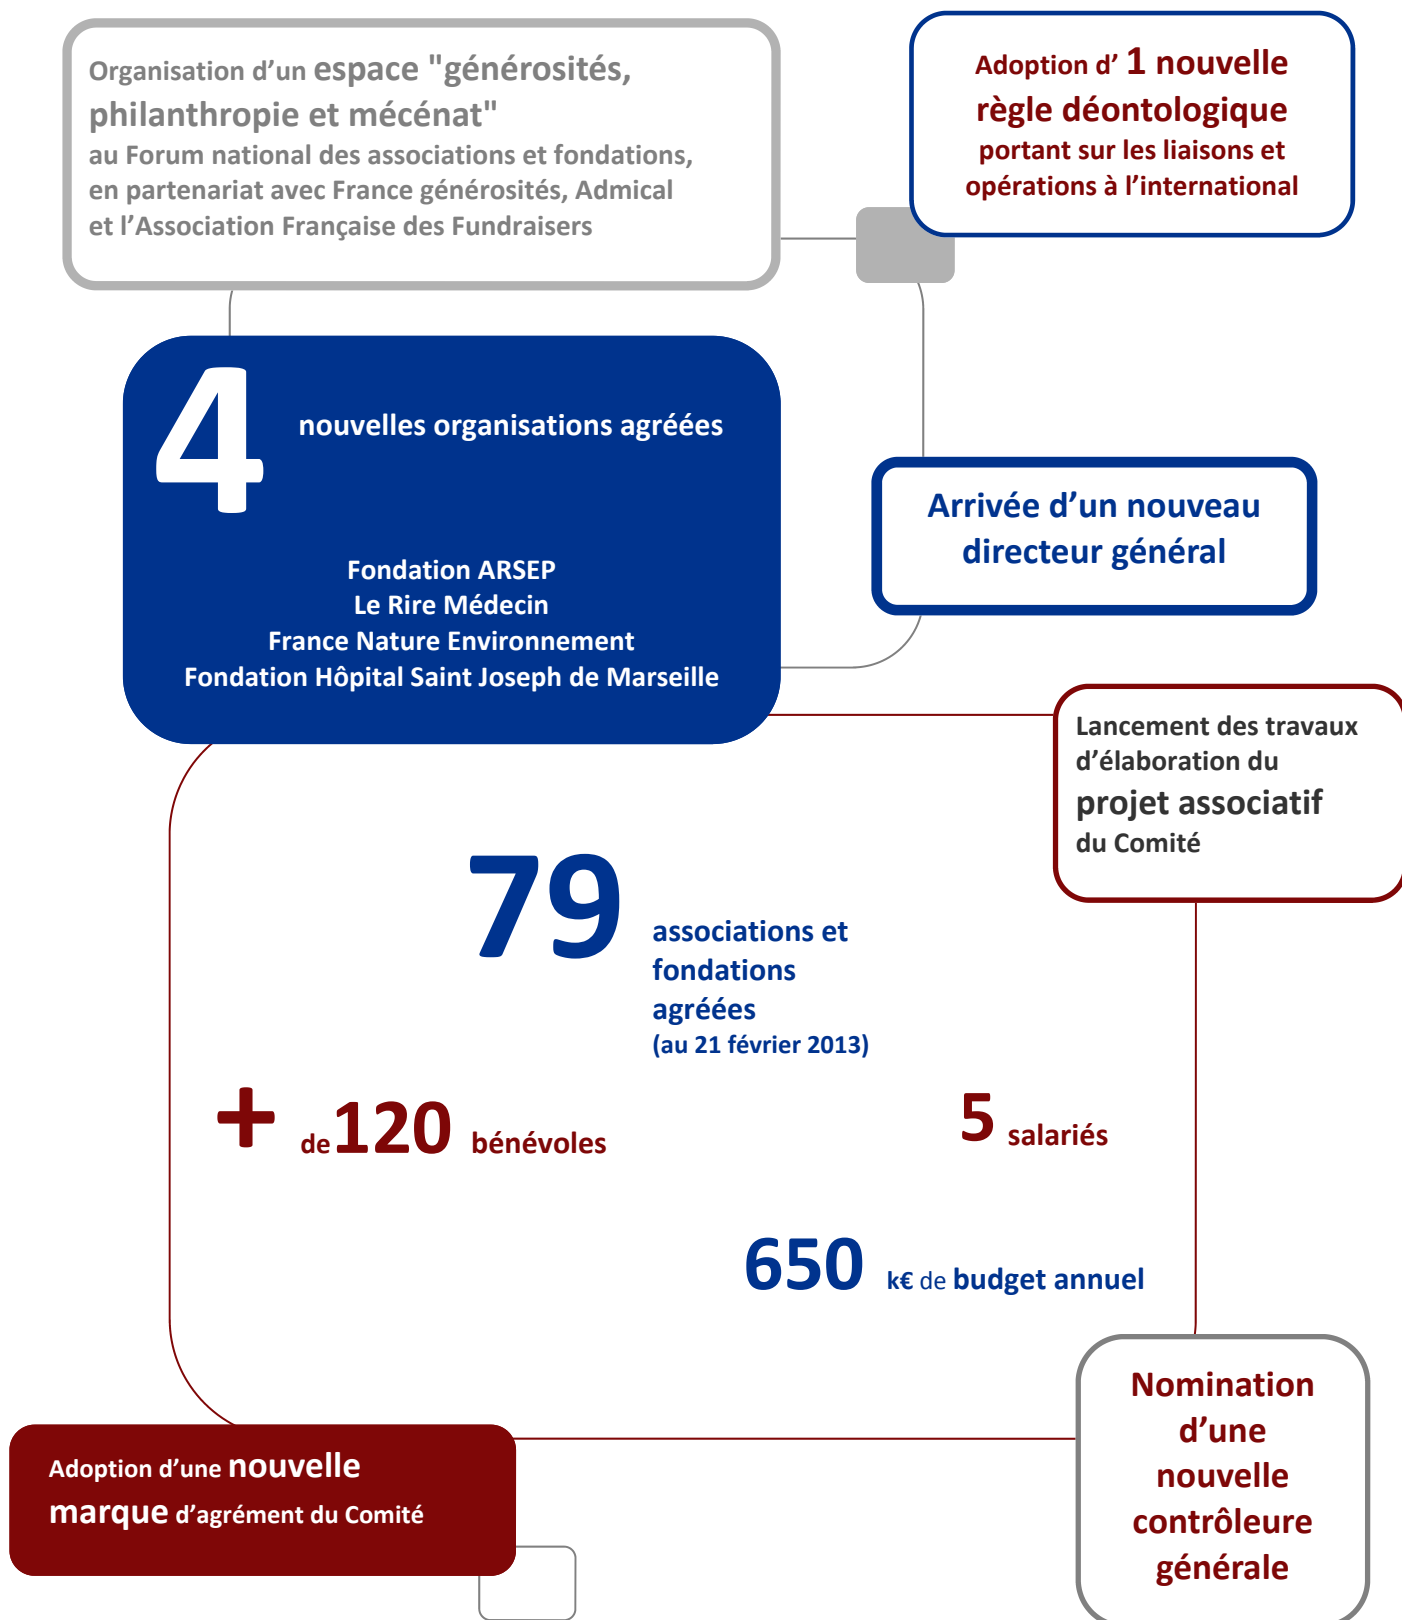 Organisation d’un espace "générosités,
philanthropie et mécénat"
au Forum national des associations et fondations,
en partenariat avec France générosités, Admical
et l’Association Française des Fundraisers
Adoption d’ 1 nouvelle
règle déontologique
portant sur les liaisons et
opérations à l’international
4 nouvelles organisations agréées
Fondation ARSEP
Le Rire Médecin
France Nature Environnement
Fondation Hôpital Saint Joseph de Marseille
Arrivée d’un nouveau
directeur général
Lancement des travaux
d’élaboration du
projet associatif
du Comité
79 associations et
fondations
agréées
(au 21 février 2013)
+ de 120 bénévoles
5 salariés
650 k€ de budget annuel
Adoption d’une nouvelle
marque d’agrément du Comité
Nomination
d’une
nouvelle
contrôleure
générale